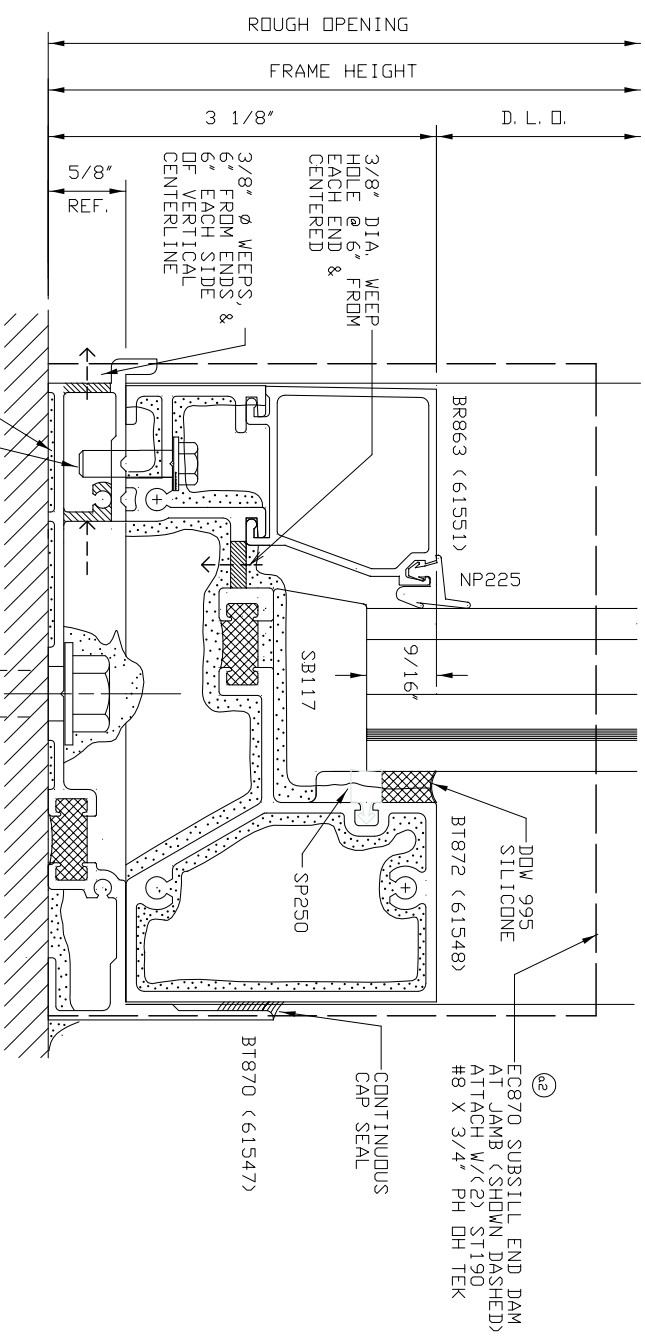 ROUGH OPENING
FRAME HEIGHT
3 1/8"
D.L.O.
5/8"
REF.
3/8" DIA. WEEP
HOLE @ 6" FROM
EACH END &
CENTERED
3/8" Ø WEEPS,
6" FROM ENDS &
6" EACH SIDE
OF VERTICAL
CENTERLINE
BR863 (61551)
NP225
9/16"
SB117
SP250
BT872 (61548)
DOW 995
SILICONE
a2
EC870 SUBSILL END DAM
AT JAMB (SHOWN DASHED)
ATTACH W/(2) ST190
#8 X 3/4" PH OH TEK
CONTINUOUS
CAP SEAL
BT870 (61547)